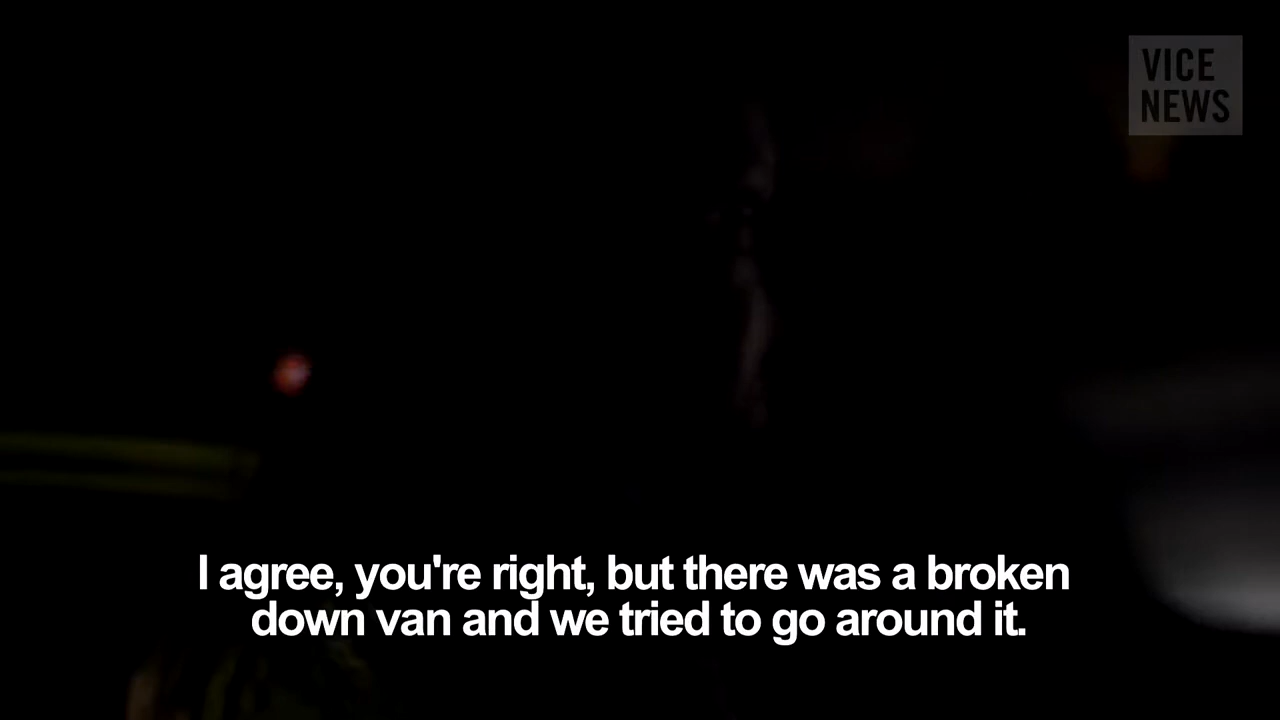 VICE
NEWS
I agree, you're right, but there was a broken
down van and we tried to go around it.